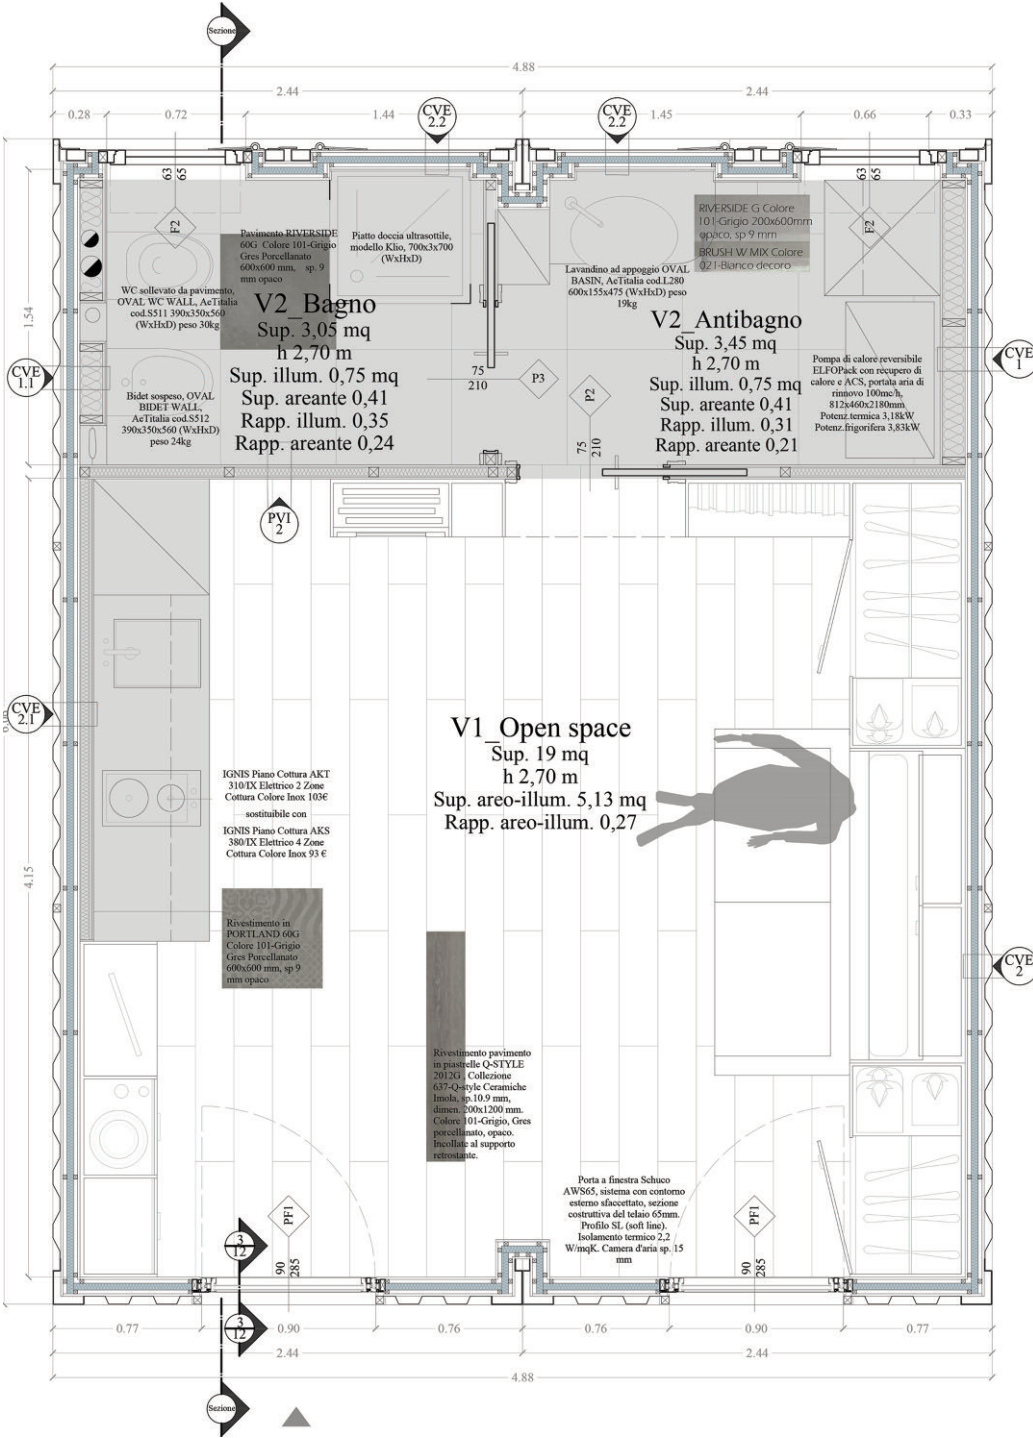 Sezione
4.88
2.44
2.44
0.28
0.72
1.44
1.45
0.66
0.33
CVE
2.2
CVE
2.2
63
65
F2
63
65
F2
Pavimento RIVERSIDE
60G Colore 101-Grigio
Gres Porcellanato
600x600 mm, sp. 9
mm opaco
Piatto doccia ultrasottile,
modello Klio, 700x3x700
(WxHxD)
RIVERSIDE G Colore
101-Grigio 200x600mm
opaco, sp 9 mm
BRUSH W MIX Colore
021-Bianco decoro
Lavandino ad appoggio OVAL
BASIN, AeTitalia cod.L280
600x155x475 (WxHxD) peso
19kg
WC sollevato da pavimento,
OVAL WC WALL, AeTitalia
cod.S511 390x350x560
(WxHxD) peso 30kg
V2_Bagno
Sup. 3,05 mq
h 2,70 m
Sup. illum. 0,75 mq
Sup. areante 0,41
Rapp. illum. 0,35
Rapp. areante 0,24
V2_Antibagno
Sup. 3,45 mq
h 2,70 m
Sup. illum. 0,75 mq
Sup. areante 0,41
Rapp. illum. 0,31
Rapp. areante 0,21
Pompa di calore reversibile
ELFOPack con recupero di
calore e ACS, portata aria di
rinnovo 100mc/h,
812x460x2180mm
Potenz.termica 3,18kW
Potenz.frigorifera 3,83kW
1.54
CVE
1.1
CVE
1
Bidet sospeso, OVAL
BIDET WALL,
AeTitalia cod.S512
390x350x560 (WxHxD)
peso 24kg
75
210
P3
P2
75
210
PVI
2
CVE
2.1
V1_Open space
Sup. 19 mq
h 2,70 m
Sup. areo-illum. 5,13 mq
Rapp. areo-illum. 0,27
IGNIS Piano Cottura AKT
310/IX Elettrico 2 Zone
Cottura Colore Inox 103€
sostituibile con
IGNIS Piano Cottura AKS
380/IX Elettrico 4 Zone
Cottura Colore Inox 93 €
4.15
Rivestimento in
PORTLAND 60G
Colore 101-Grigio
Gres Porcellanato
600x600 mm, sp 9
mm opaco
CVE
2
Rivestimento pavimento
in piastrelle Q-STYLE
2012G , Collezione
637-Q-style Ceramiche
Imola, sp.10.9 mm,
dimen. 200x1200 mm.
Colore 101-Grigio, Gres
porcellanato, opaco.
Incollate al supporto
retrostante.
Porta a finestra Schuco
AWS65, sistema con contorno
esterno sfaccettato, sezione
costruttiva del telaio 65mm.
Profilo SL (soft line).
Isolamento termico 2,2
W/mqK. Camera d'aria sp. 15
mm
PF1
90
285
PF1
90
285
3
12
3
12
0.77
0.90
0.76
0.76
0.90
0.77
2.44
2.44
4.88
Sezione